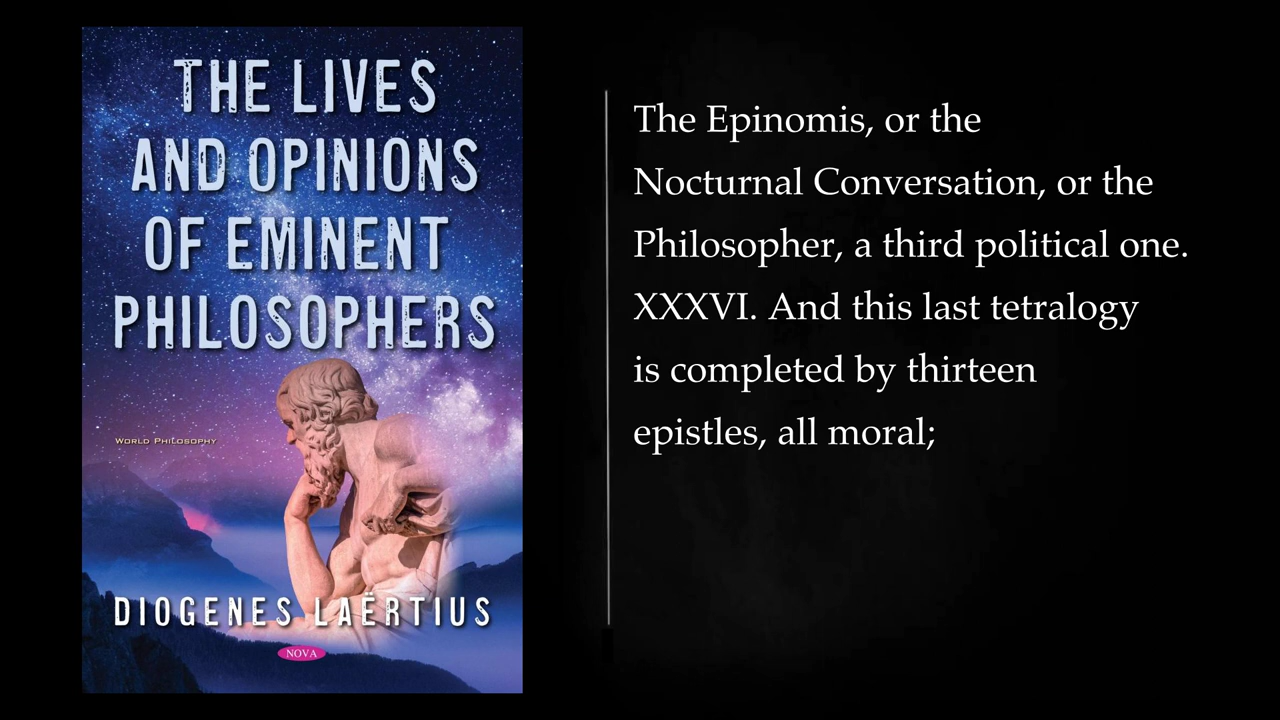 THE LIVES
AND OPINIONS
OF EMINENT
PHILOSOPHERS
WORLD PHILOSOPHY
DIOGENES LAËRTIUS
NOVA
The Epinomis, or the
Nocturnal Conversation, or the
Philosopher, a third political one.
XXXVI. And this last tetralogy
is completed by thirteen
epistles, all moral;